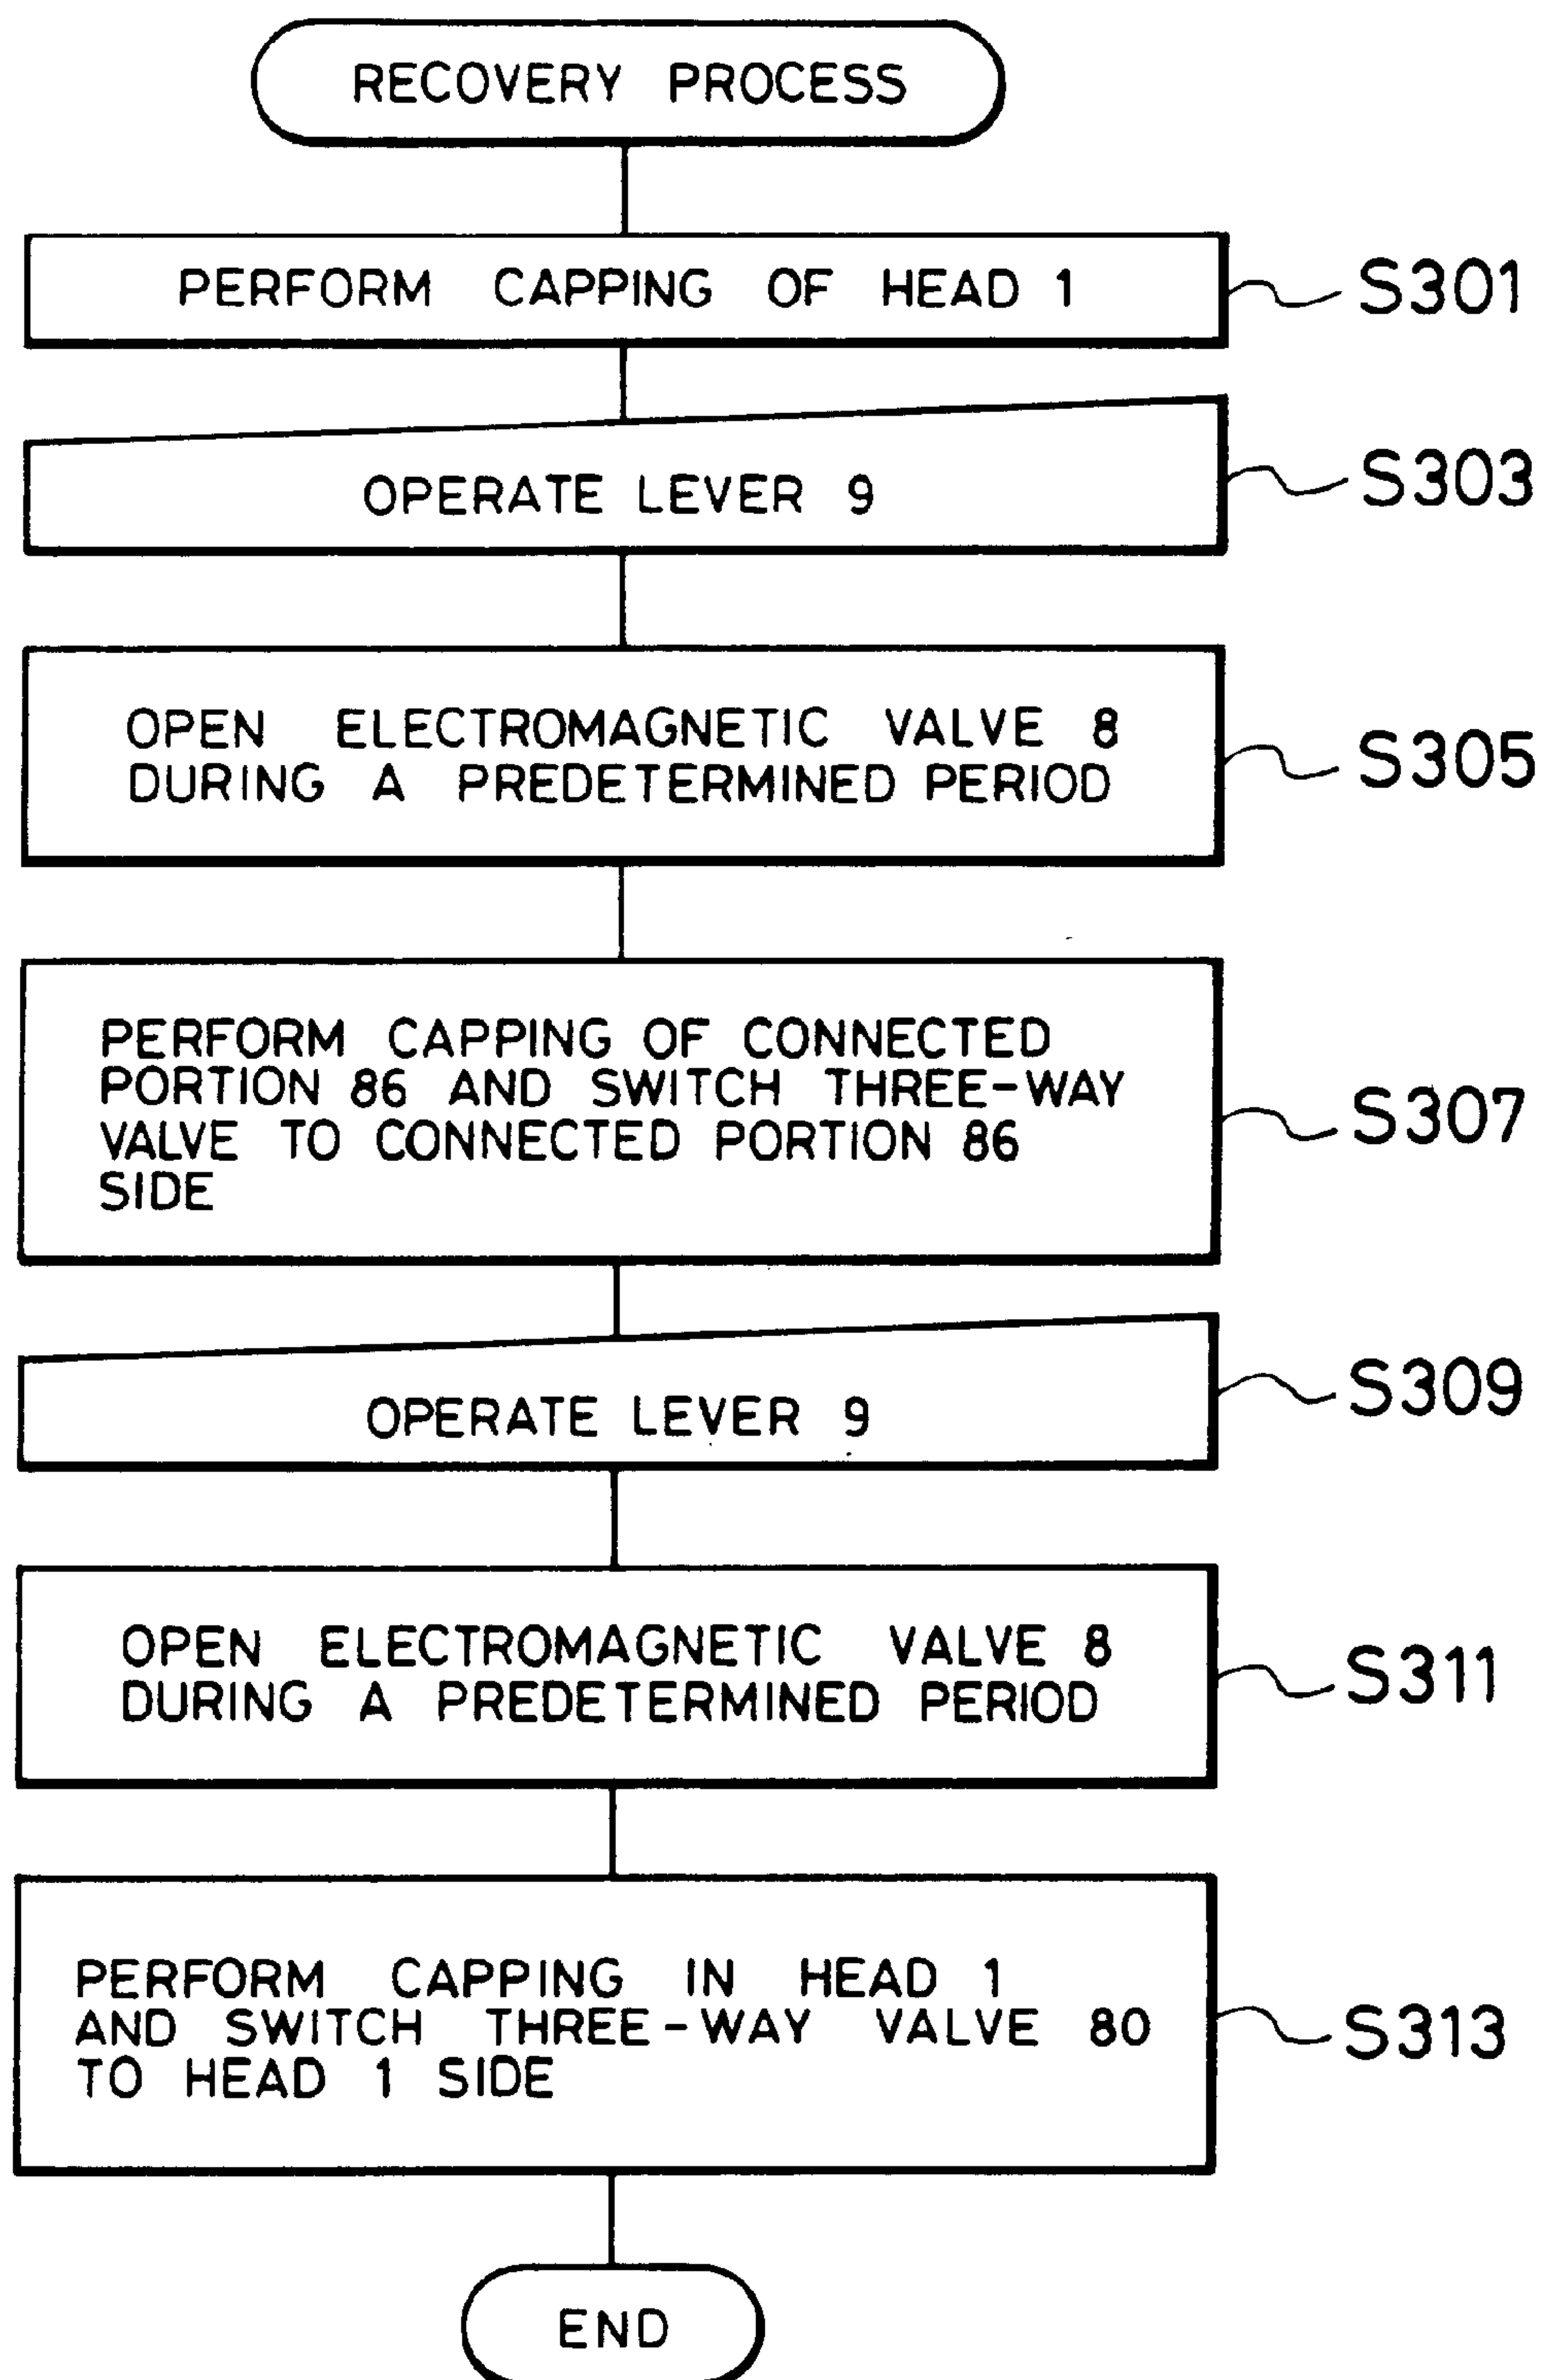 RECOVERY PROCESS
PERFORM CAPPING OF HEAD 1
S301
OPERATE LEVER 9
S303
OPEN ELECTROMAGNETIC VALVE 8
DURING A PREDETERMINED PERIOD
S305
PERFORM CAPPING OF CONNECTED
PORTION 86 AND SWITCH THREE-WAY
VALVE TO CONNECTED PORTION 86
SIDE
S307
OPERATE LEVER 9
S309
OPEN ELECTROMAGNETIC VALVE 8
DURING A PREDETERMINED PERIOD
S311
PERFORM CAPPING IN HEAD 1
AND SWITCH THREE-WAY VALVE 80
TO HEAD 1 SIDE
S313
END